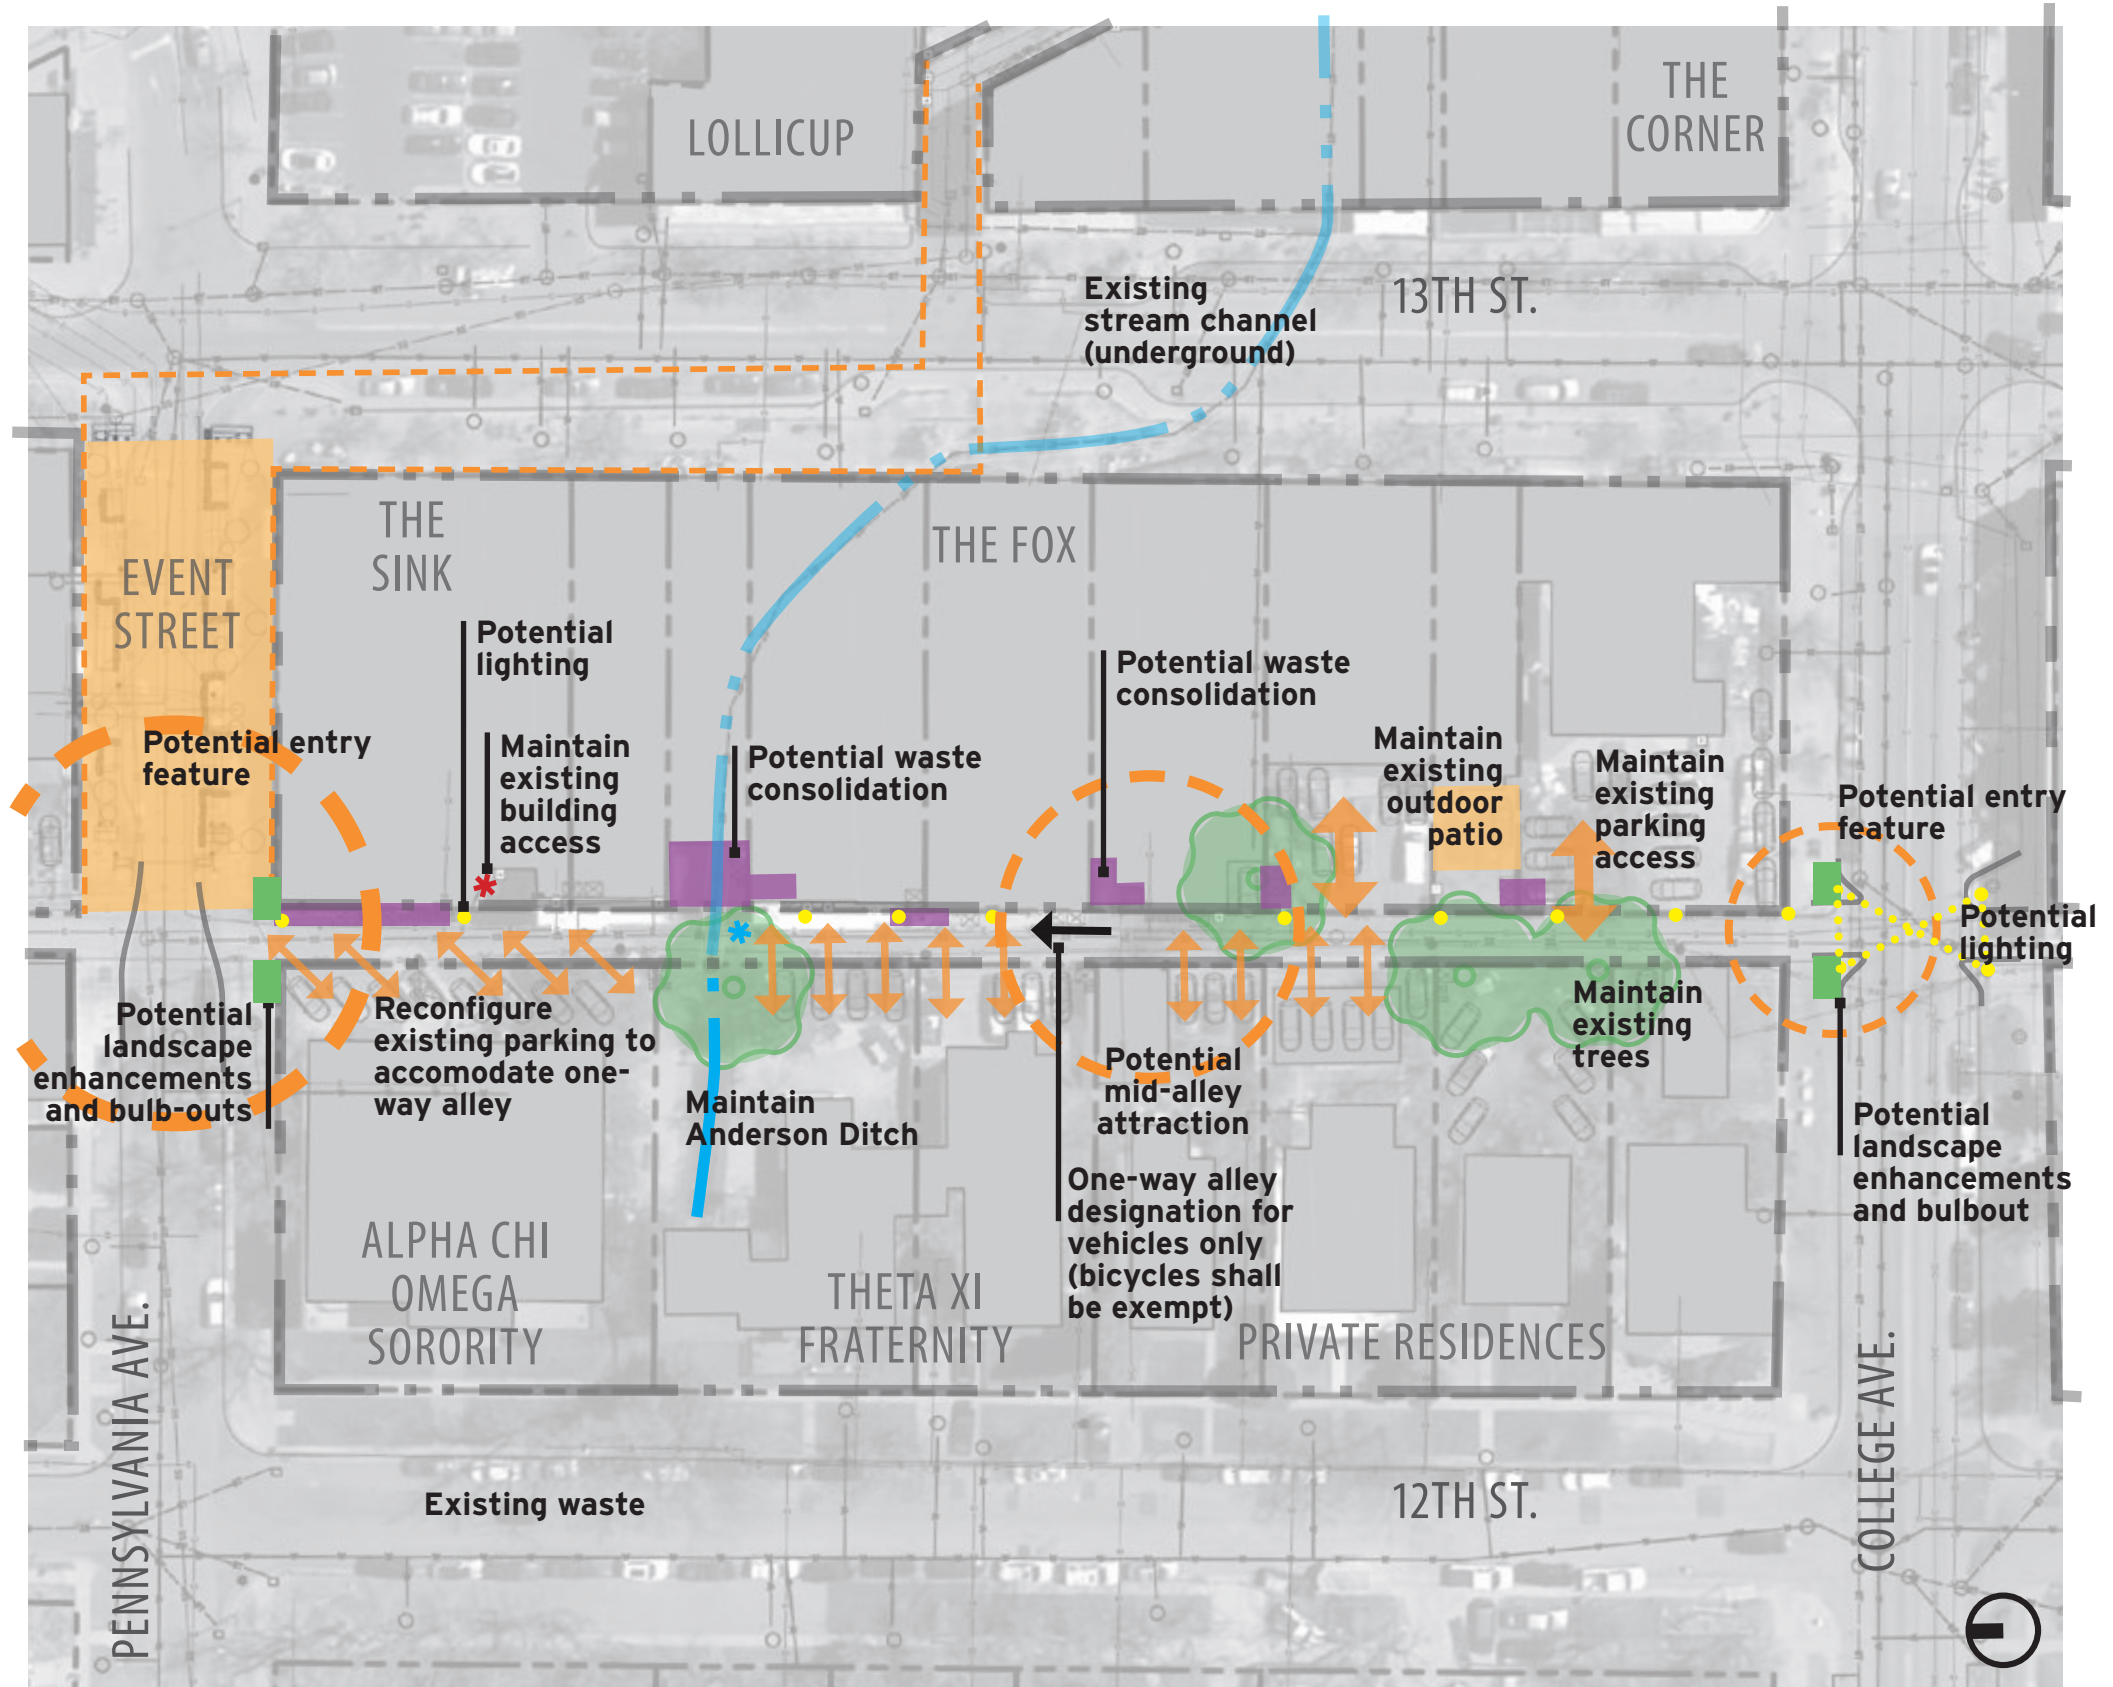 THE
CORNER
LOLLICUP
Existing
stream channel
(underground)
13TH ST.
THE
SINK
THE FOX
EVENT
STREET
Potential
lighting
Potential waste
consolidation
Potential entry
feature
Maintain
existing
building
access
Potential waste
consolidation
Maintain
existing
outdoor
patio
Maintain
existing
parking
access
Potential entry
feature
Potential
lighting
Potential
landscape
enhancements
and bulb-outs
Reconfigure
existing parking to
accomodate one-
way alley
Maintain
Anderson Ditch
Potential
mid-alley
attraction
Maintain
existing
trees
Potential
landscape
enhancements
and bulbout
One-way alley
designation for
vehicles only
(bicycles shall
be exempt)
ALPHA CHI
OMEGA
SORORITY
THETA XI
FRATERNITY
PRIVATE RESIDENCES
PENNSYLVANIA AVE.
COLLEGE AVE.
Existing waste
12TH ST.